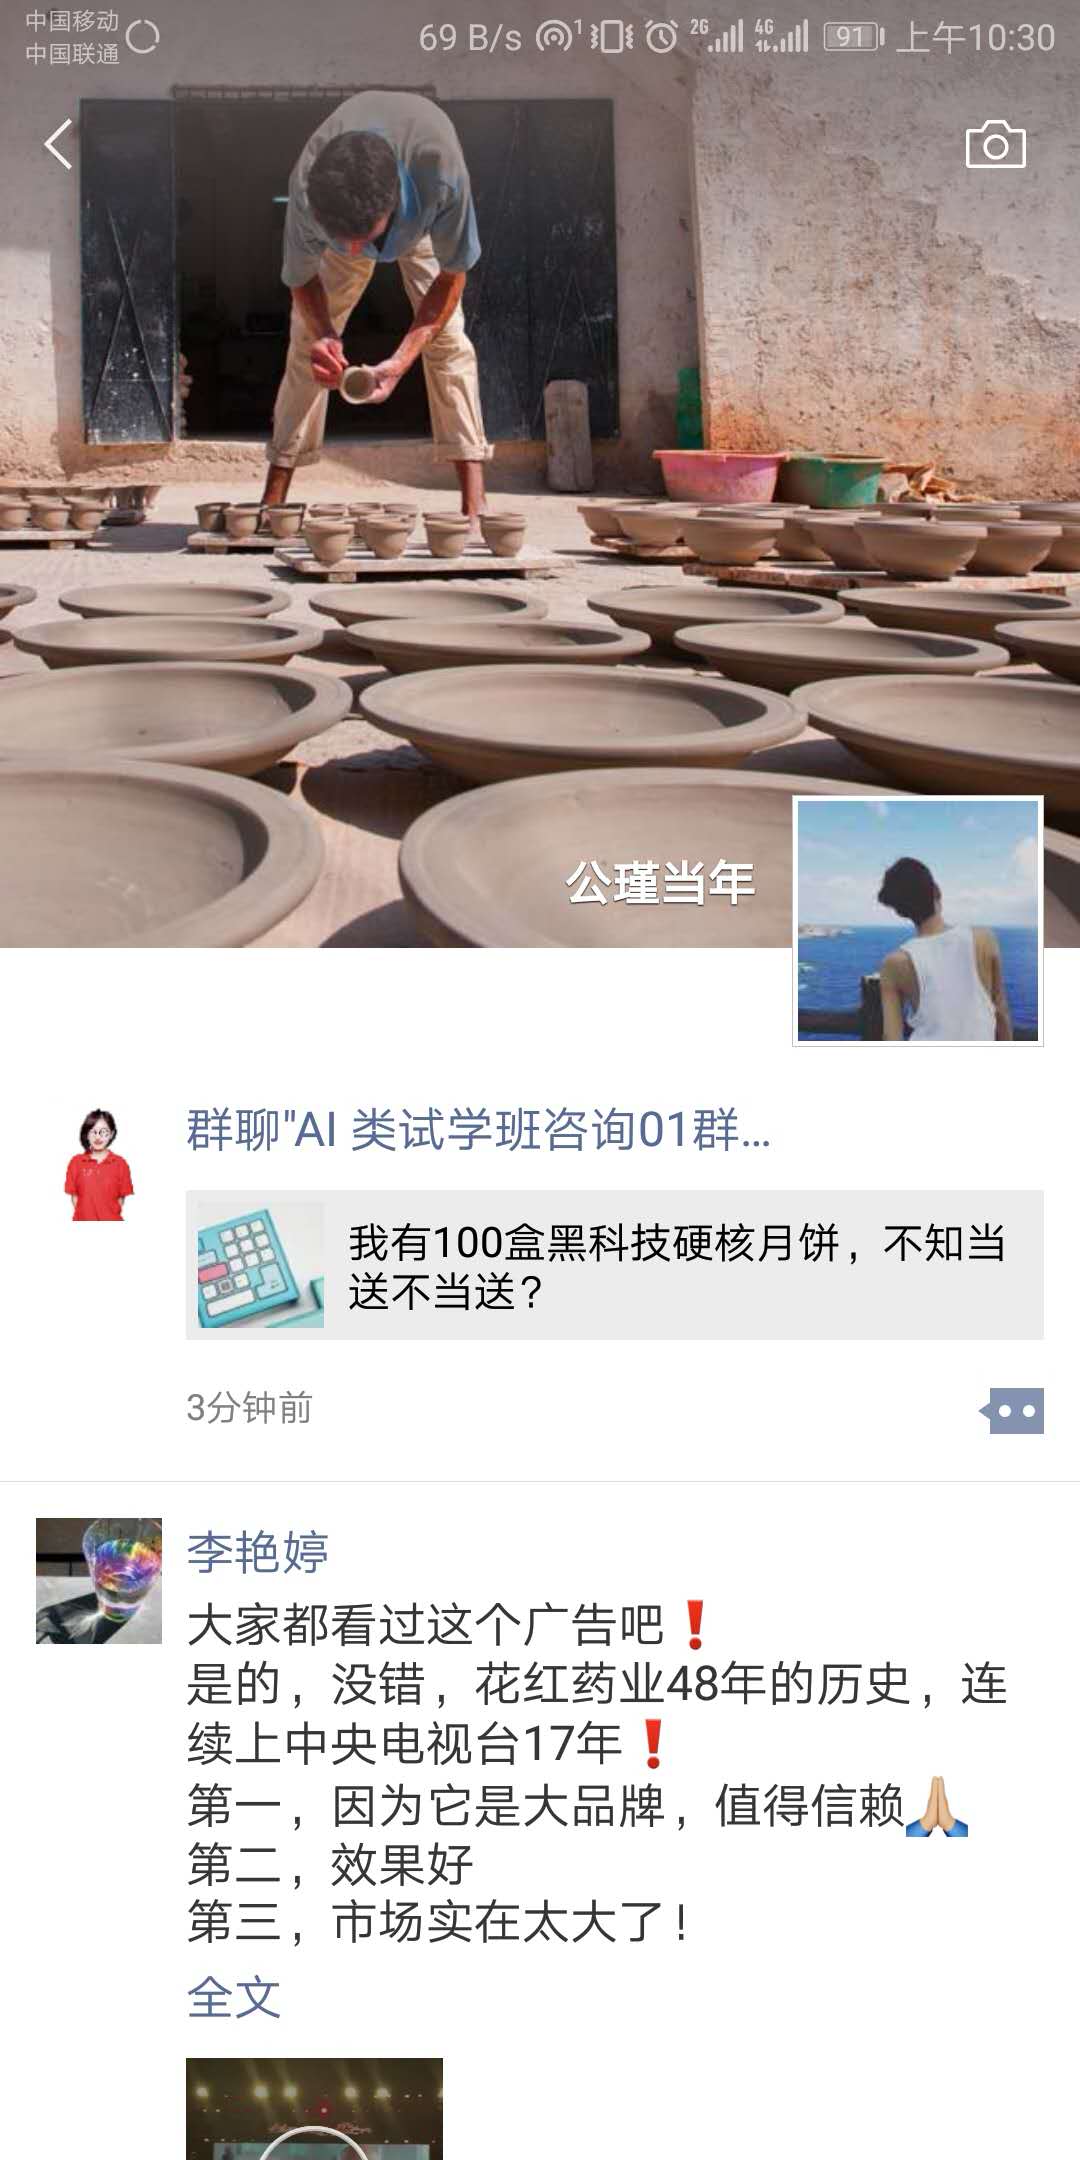 中国移动
中国联通
69 B/s 1 2G 4G 91 上午10:30
公瑾当年
群聊"AI 类试学班咨询01群...
我有100盒黑科技硬核月饼，不知当
送不当送？
3分钟前
李艳婷
大家都看过这个广告吧❗
是的，没错，花红药业48年的历史，连
续上中央电视台17年❗
第一，因为它是大品牌，值得信赖🙏
第二，效果好
第三，市场实在太大了！
全文